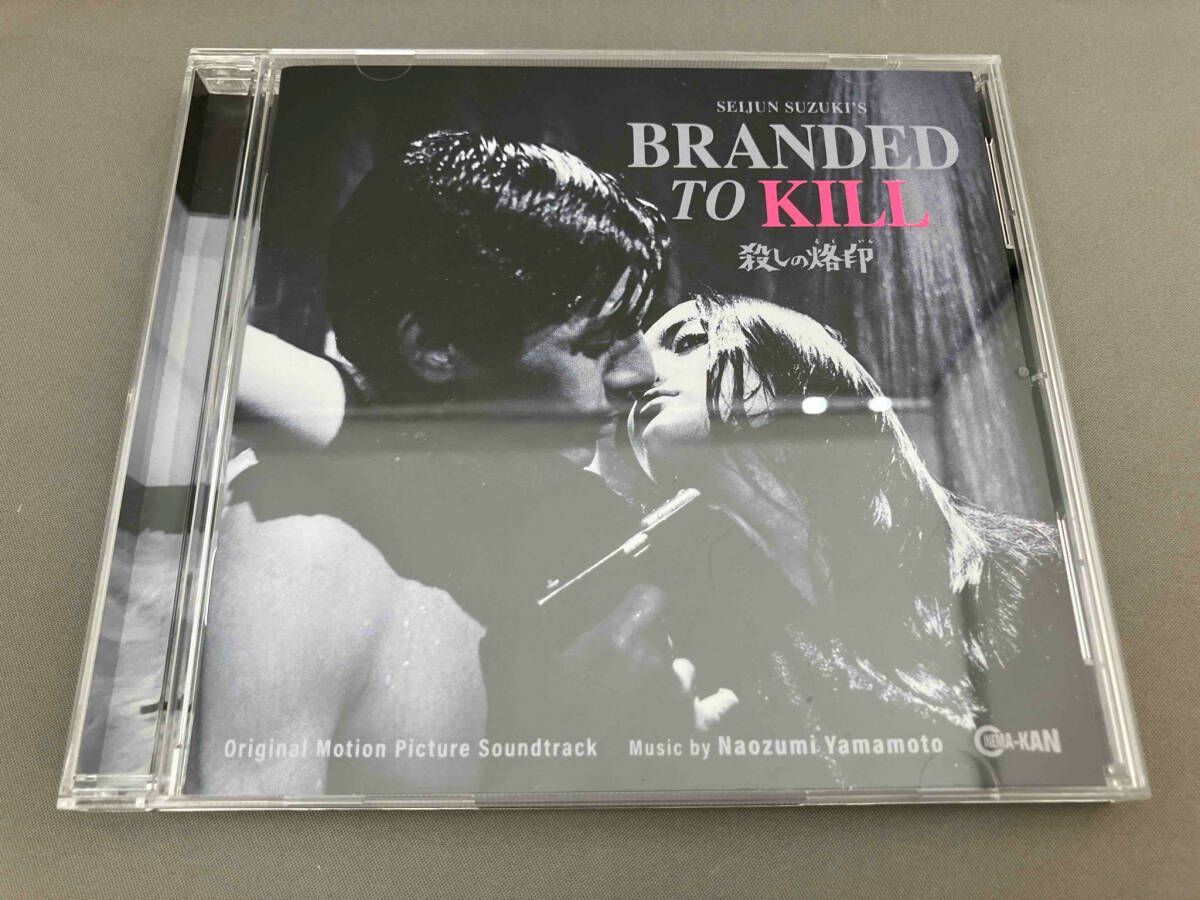 SEIJUN SUZUKI'S
BRANDED
TO KILL
殺しの烙印
Original Motion Picture Soundtrack Music by Naozumi Yamamoto
CINEMA-KAN